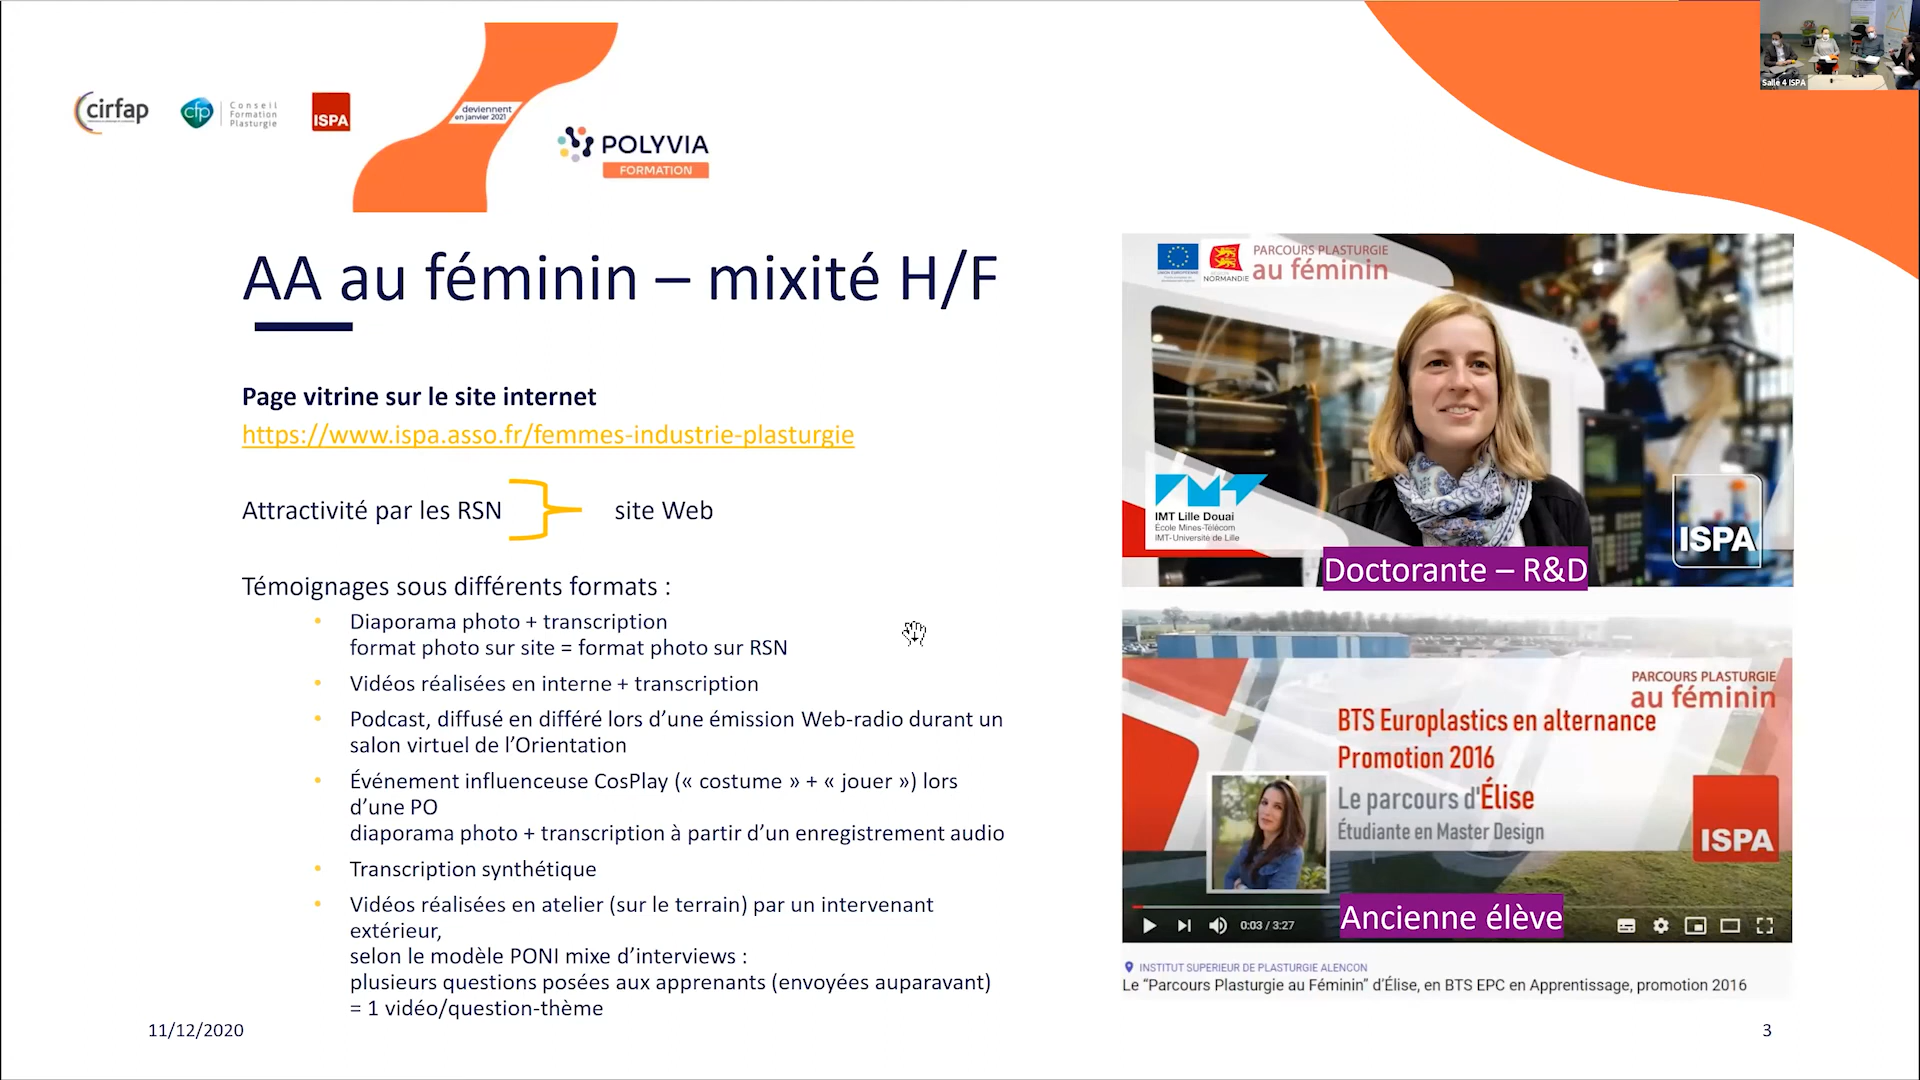 cirfap
cfp
Conseil
Formation
Plasturgie
ISPA
deviennent
en janvier 2021
POLYVIA
FORMATION
Salle 4 ISPA
AA au féminin – mixité H/F
Page vitrine sur le site internet
https://www.ispa.asso.fr/femmes-industrie-plasturgie
Attractivité par les RSN
site Web
Témoignages sous différents formats :
• Diaporama photo + transcription
format photo sur site = format photo sur RSN
• Vidéos réalisées en interne + transcription
• Podcast, diffusé en différé lors d’une émission Web-radio durant un
salon virtuel de l’Orientation
• Événement influenceuse CosPlay (« costume » + « jouer ») lors
d’une PO
diaporama photo + transcription à partir d’un enregistrement audio
• Transcription synthétique
• Vidéos réalisées en atelier (sur le terrain) par un intervenant
extérieur,
selon le modèle PONI mixe d’interviews :
plusieurs questions posées aux apprenants (envoyées auparavant)
= 1 vidéo/question-thème
11/12/2020
UNION EUROPÉENNE
NORMANDIE
PARCOURS PLASTURGIE
au féminin
IMT Lille Douai
École Mines-Télécom
IMT-Université de Lille
ISPA
Doctorante – R&D
PARCOURS PLASTURGIE
au féminin
BTS Europlastics en alternance
Promotion 2016
Le parcours d'Élise
Étudiante en Master Design
ISPA
Ancienne élève
0:03 / 3:27
INSTITUT SUPERIEUR DE PLASTURGIE ALENCON
Le “Parcours Plasturgie au Féminin” d’Élise, en BTS EPC en Apprentissage, promotion 2016
3